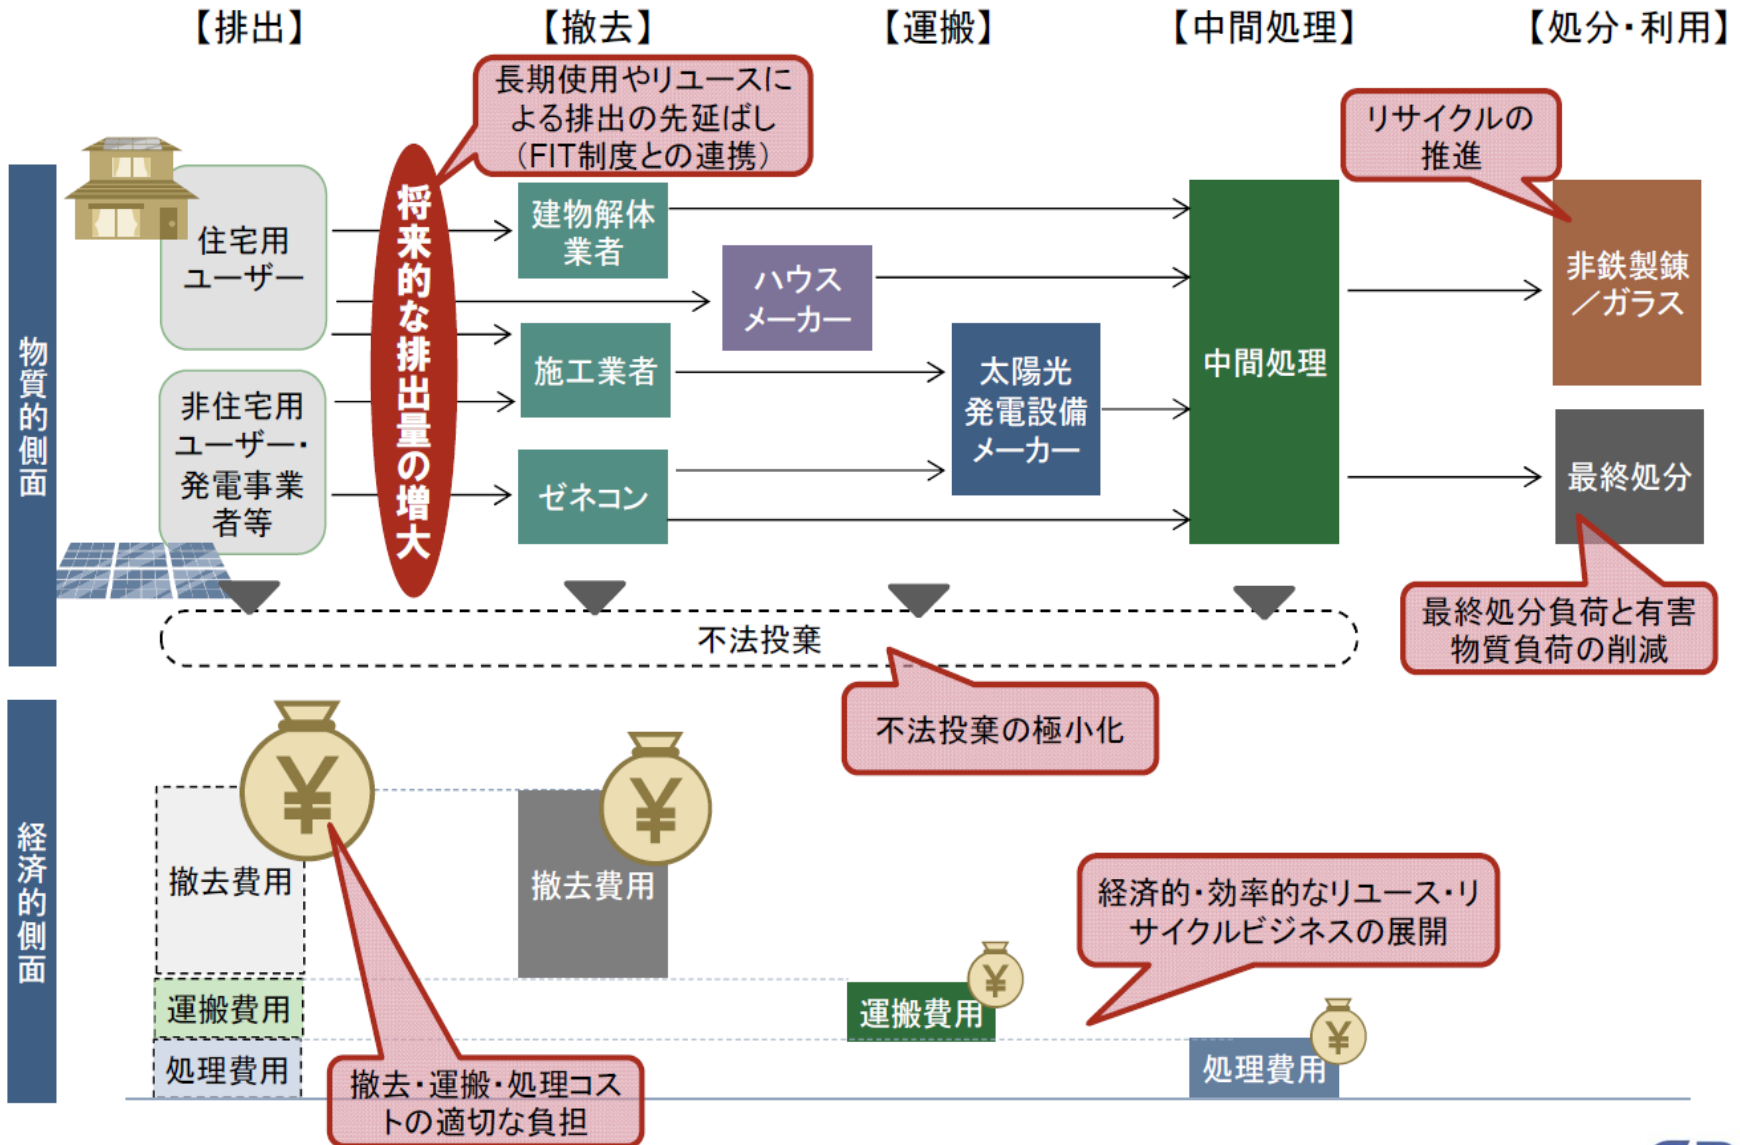 【排出】
【撤去】
【運搬】
【中間処理】
【処分・利用】
長期使用やリユースに
よる排出の先延ばし
（FIT制度との連携）
リサイクルの
推進
物質的側面
住宅用
ユーザー
非住宅用
ユーザー・
発電事業
者等
将来的な排出量の増大
建物解体
業者
施工業者
ゼネコン
ハウス
メーカー
太陽光
発電設備
メーカー
中間処理
非鉄製錬
／ガラス
最終処分
不法投棄
最終処分負荷と有害
物質負荷の削減
不法投棄の極小化
経済的側面
¥
¥
撤去費用
撤去費用
経済的・効率的なリユース・リ
サイクルビジネスの展開
¥
運搬費用
運搬費用
¥
処理費用
処理費用
撤去・運搬・処理コス
トの適切な負担